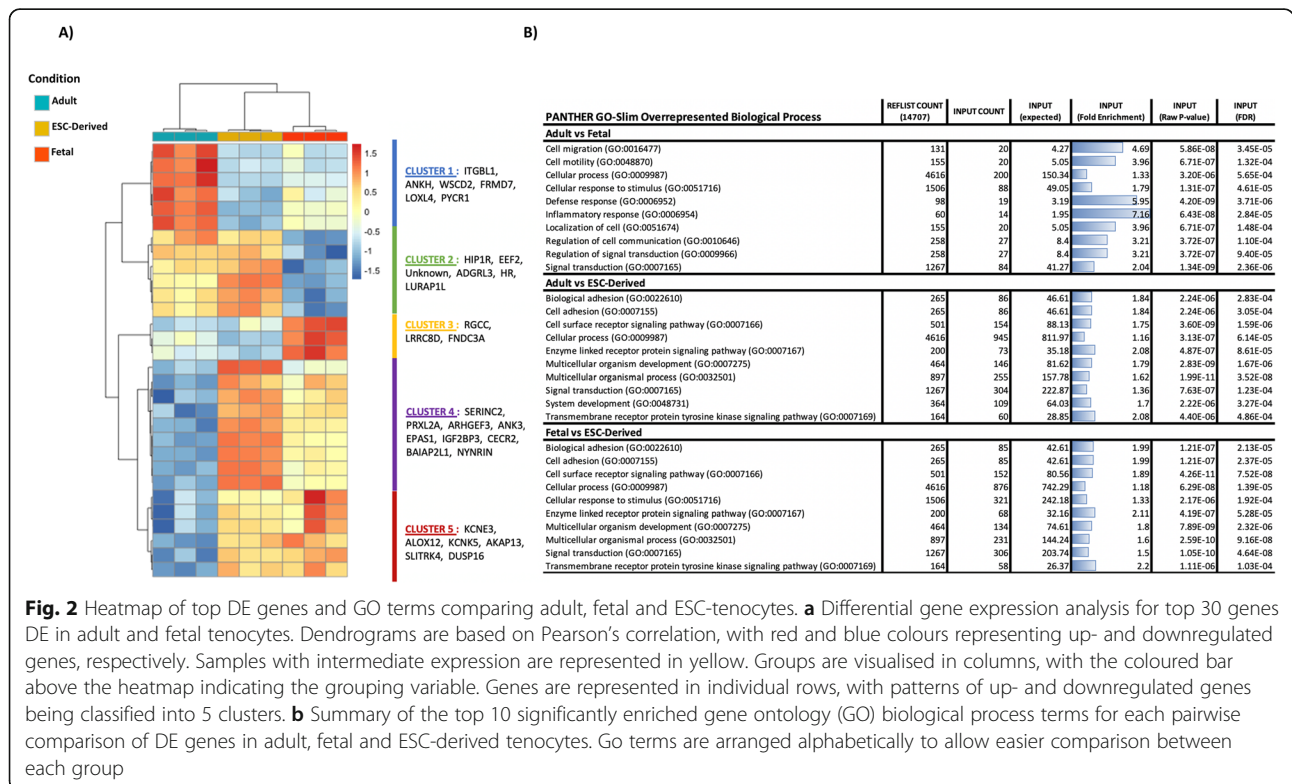 A)
B)
Condition
Adult
ESC-Derived
Fetal
1.5
1
0.5
0
-0.5
-1
-1.5
CLUSTER 1 : ITGBL1,
ANKH, WSCD2, FRMD7,
LOXL4, PYCR1
CLUSTER 2 : HIP1R, EEF2,
Unknown, ADGRL3, HR,
LURAP1L
CLUSTER 3 : RGCC,
LRRC8D, FNDC3A
CLUSTER 4 : SERINC2,
PRXL2A, ARHGEF3, ANK3,
EPAS1, IGF2BP3, CECR2,
BAIAP2L1, NYNRIN
CLUSTER 5 : KCNE3,
ALOX12, KCNK5, AKAP13,
SLITRK4, DUSP16
PANTHER GO-Slim Overrepresented Biological Process REFLIST COUNT (14707) INPUT COUNT INPUT (expected) INPUT (Fold Enrichment) INPUT (Raw P-value) INPUT (FDR)
Adult vs Fetal
Cell migration (GO:0016477) 131 20 4.27 4.69 5.86E-08 3.45E-05
Cell motility (GO:0048870) 155 20 5.05 3.96 6.71E-07 1.32E-04
Cellular process (GO:0009987) 4616 200 150.34 1.33 3.20E-06 5.65E-04
Cellular response to stimulus (GO:0051716) 1506 88 49.05 1.79 1.31E-07 4.61E-05
Defense response (GO:0006952) 98 19 3.19 5.95 4.20E-09 3.71E-06
Inflammatory response (GO:0006954) 60 14 1.95 7.16 6.43E-08 2.84E-05
Localization of cell (GO:0051674) 155 20 5.05 3.96 6.71E-07 1.48E-04
Regulation of cell communication (GO:0010646) 258 27 8.4 3.21 3.72E-07 1.10E-04
Regulation of signal transduction (GO:0009966) 258 27 8.4 3.21 3.72E-07 9.40E-05
Signal transduction (GO:0007165) 1267 84 41.27 2.04 1.34E-09 2.36E-06
Adult vs ESC-Derived
Biological adhesion (GO:0022610) 265 86 46.61 1.84 2.24E-06 2.83E-04
Cell adhesion (GO:0007155) 265 86 46.61 1.84 2.24E-06 3.05E-04
Cell surface receptor signaling pathway (GO:0007166) 501 154 88.13 1.75 3.60E-09 1.59E-06
Cellular process (GO:0009987) 4616 945 811.97 1.16 3.13E-07 6.14E-05
Enzyme linked receptor protein signaling pathway (GO:0007167) 200 73 35.18 2.08 4.87E-07 8.61E-05
Multicellular organism development (GO:0007275) 464 146 81.62 1.79 2.83E-09 1.67E-06
Multicellular organismal process (GO:0032501) 897 255 157.78 1.62 1.99E-11 3.52E-08
Signal transduction (GO:0007165) 1267 304 222.87 1.36 7.63E-07 1.23E-04
System development (GO:0048731) 364 109 64.03 1.7 2.22E-06 3.27E-04
Transmembrane receptor protein tyrosine kinase signaling pathway (GO:0007169) 164 60 28.85 2.08 4.40E-06 4.86E-04
Fetal vs ESC-Derived
Biological adhesion (GO:0022610) 265 85 42.61 1.99 1.21E-07 2.13E-05
Cell adhesion (GO:0007155) 265 85 42.61 1.99 1.21E-07 2.37E-05
Cell surface receptor signaling pathway (GO:0007166) 501 152 80.56 1.89 4.26E-11 7.52E-08
Cellular process (GO:0009987) 4616 876 742.29 1.18 6.29E-08 1.39E-05
Cellular response to stimulus (GO:0051716) 1506 321 242.18 1.33 2.17E-06 1.92E-04
Enzyme linked receptor protein signaling pathway (GO:0007167) 200 68 32.16 2.11 4.19E-07 5.28E-05
Multicellular organism development (GO:0007275) 464 134 74.61 1.8 7.89E-09 2.32E-06
Multicellular organismal process (GO:0032501) 897 231 144.24 1.6 2.59E-10 9.16E-08
Signal transduction (GO:0007165) 1267 306 203.74 1.5 1.05E-10 4.64E-08
Transmembrane receptor protein tyrosine kinase signaling pathway (GO:0007169) 164 58 26.37 2.2 1.11E-06 1.03E-04
Fig. 2 Heatmap of top DE genes and GO terms comparing adult, fetal and ESC-tenocytes. a Differential gene expression analysis for top 30 genes
DE in adult and fetal tenocytes. Dendrograms are based on Pearson's correlation, with red and blue colours representing up- and downregulated
genes, respectively. Samples with intermediate expression are represented in yellow. Groups are visualised in columns, with the coloured bar
above the heatmap indicating the grouping variable. Genes are represented in individual rows, with patterns of up- and downregulated genes
being classified into 5 clusters. b Summary of the top 10 significantly enriched gene ontology (GO) biological process terms for each pairwise
comparison of DE genes in adult, fetal and ESC-derived tenocytes. Go terms are arranged alphabetically to allow easier comparison between
each group